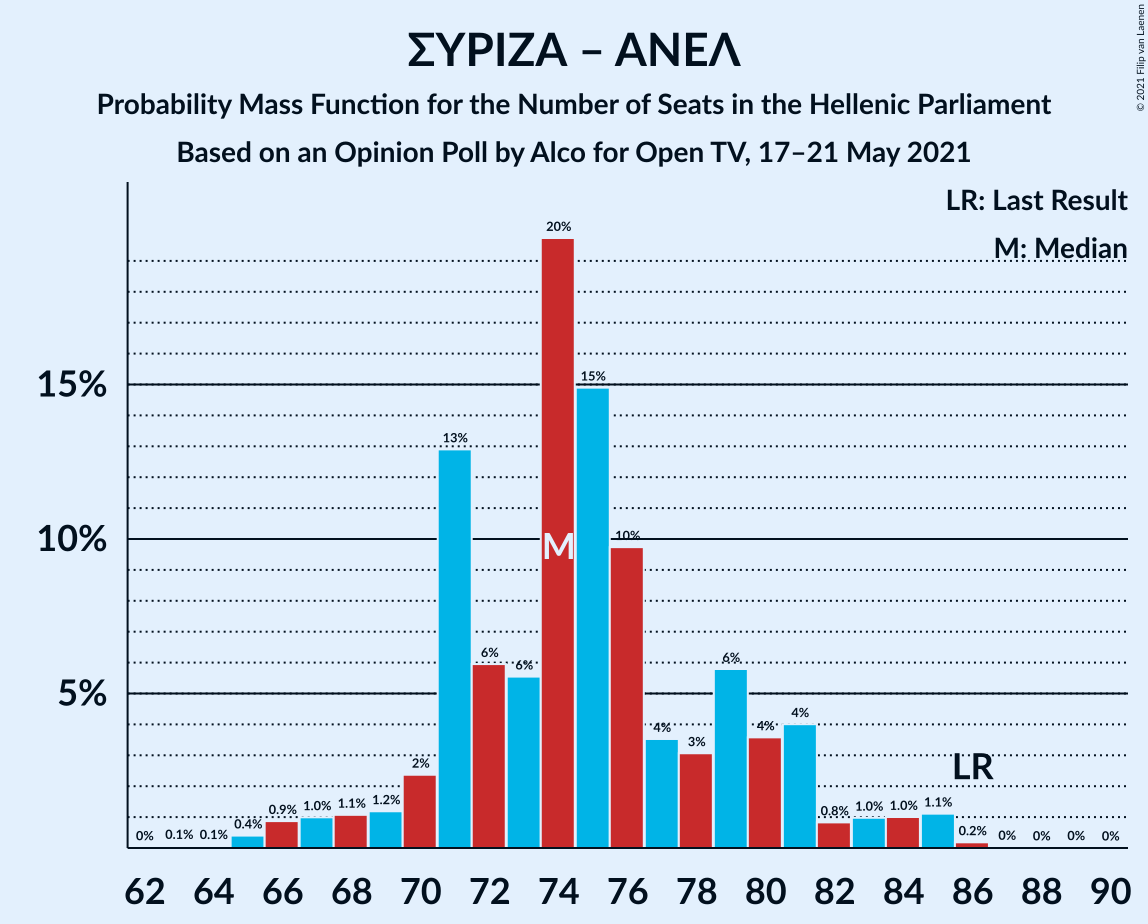 ΣΥΡΙΖΑ – ΑΝΕΛ
Probability Mass Function for the Number of Seats in the Hellenic Parliament
Based on an Opinion Poll by Alco for Open TV, 17–21 May 2021
© 2021 Filip van Laenen
LR: Last Result
M: Median
15%
10%
5%
0% 0.1% 0.1% 0.4% 0.9% 1.0% 1.1% 1.2% 2% 13% 6% 6% 20% 15% 10% 4% 3% 6% 4% 4% 0.8% 1.0% 1.0% 1.1% 0.2% 0% 0% 0% 0%
M
LR
62 64 66 68 70 72 74 76 78 80 82 84 86 88 90